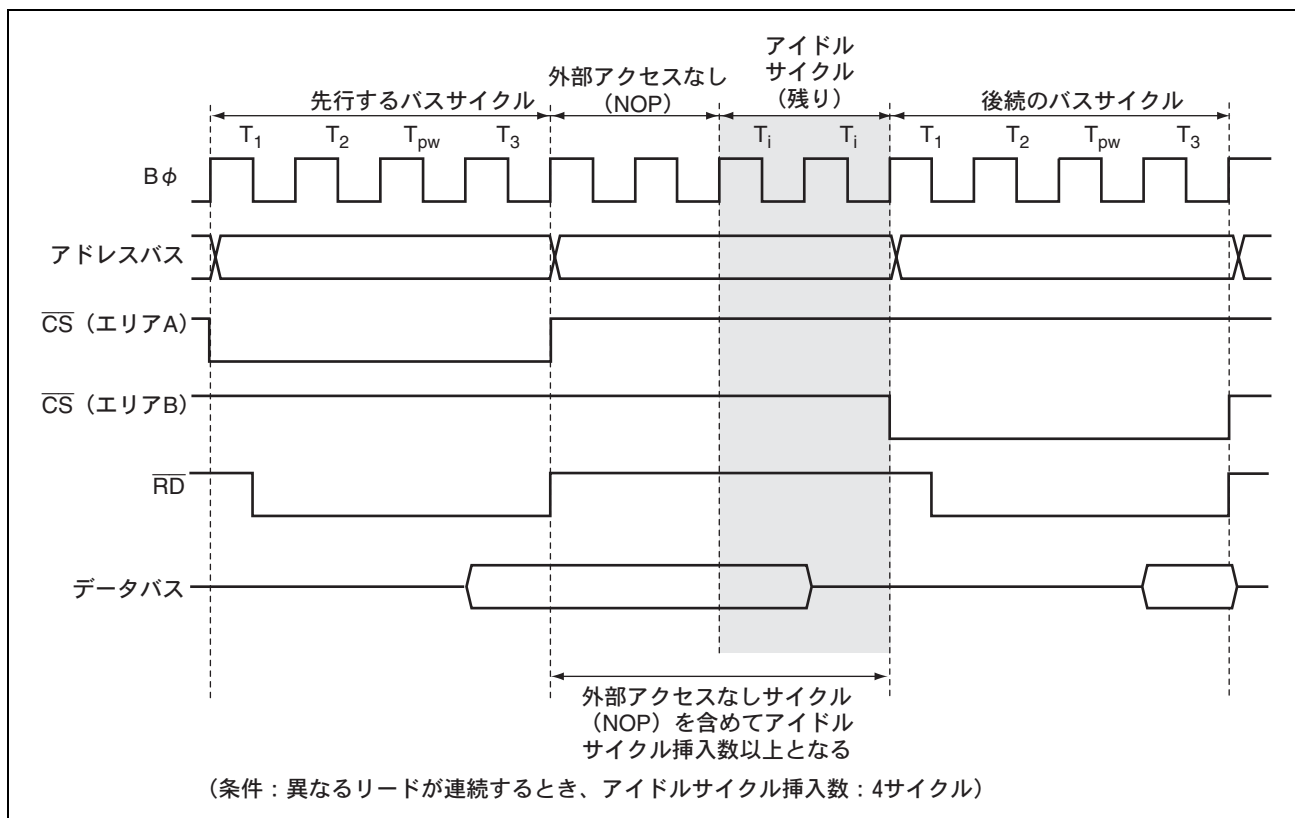 アイドル
サイクル
（残り）
外部アクセスなし
（NOP）
先行するバスサイクル
後続のバスサイクル
T1 T2 Tpw T3 Ti Ti T1 T2 Tpw T3
Bφ
アドレスバス
CS（エリアA）
CS（エリアB）
RD
データバス
外部アクセスなしサイクル
（NOP）を含めてアイドル
サイクル挿入数以上となる
（条件：異なるリードが連続するとき、アイドルサイクル挿入数：4サイクル）